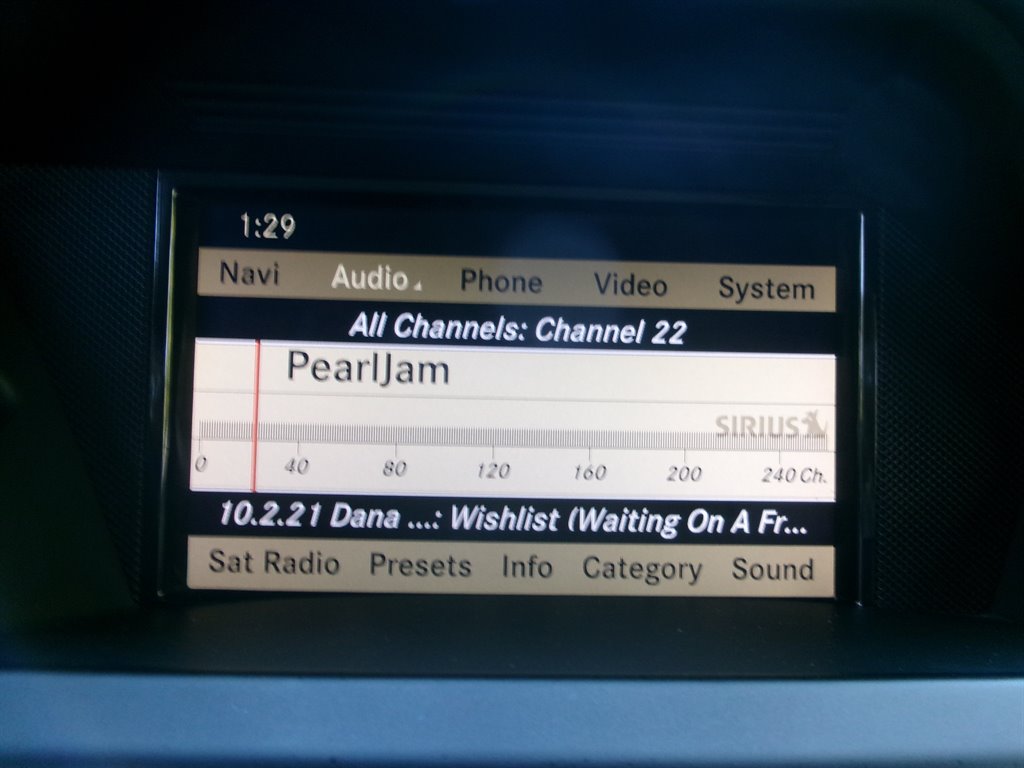 1:29
Navi Audio Phone Video System
All Channels: Channel 22
PearlJam
SIRIUS
0 40 80 120 160 200 240 Ch.
10.2.21 Dana ....: Wishlist (Waiting On A Fr...
Sat Radio Presets Info Category Sound